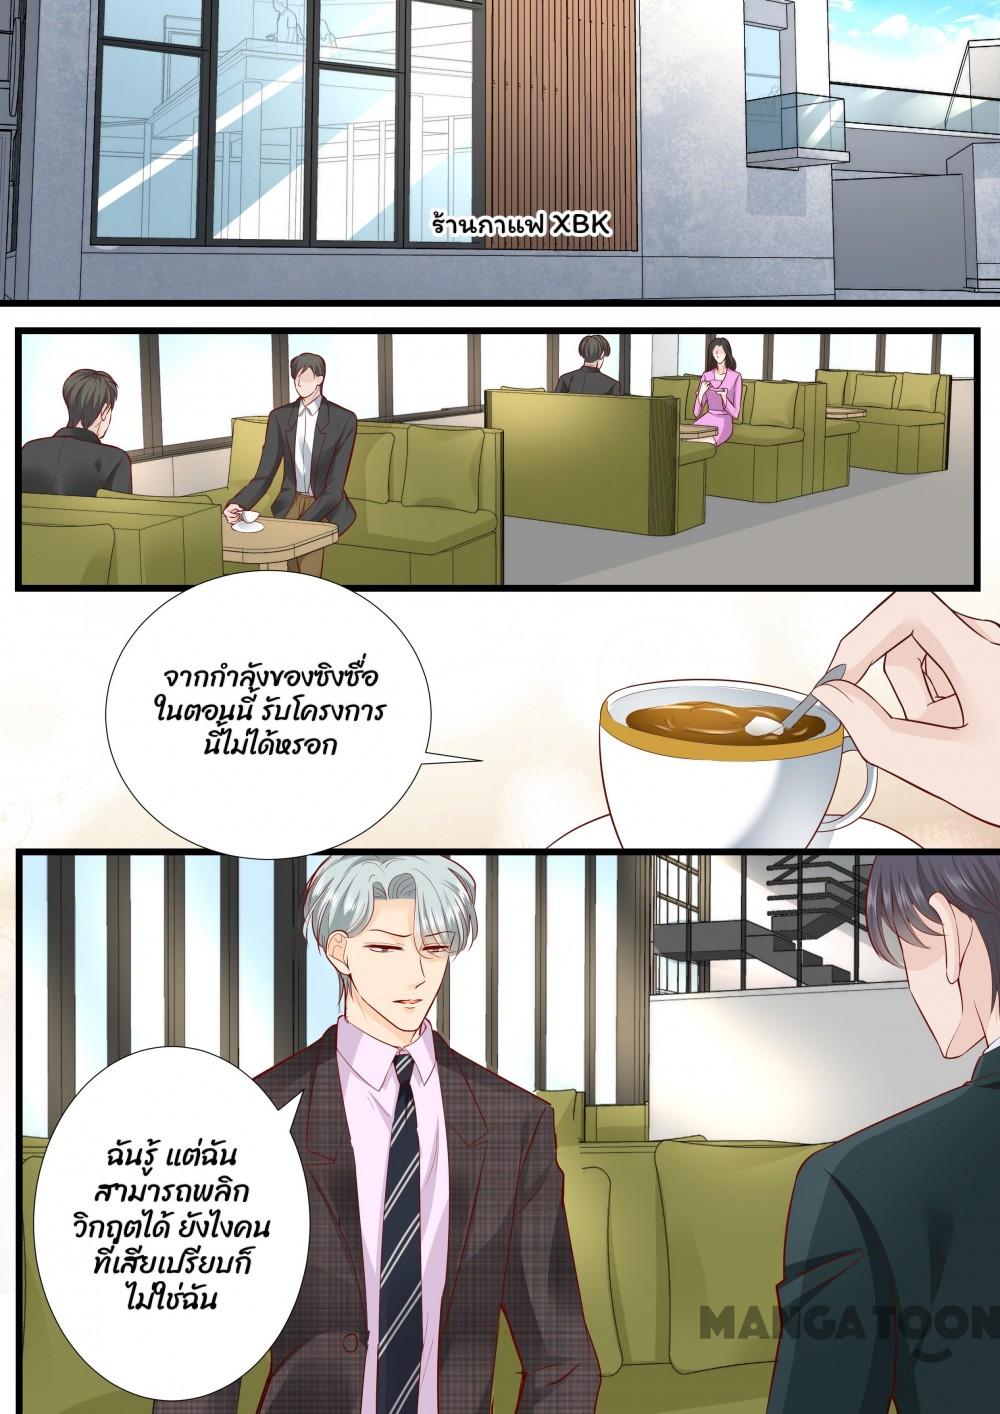 ร้านกาแฟ XBK
จากกำลังของซิงซื่อ
ในตอนนี้ รับโครงการ
นี้ไม่ได้หรอก
ฉันรู้ แต่ฉัน
สามารถพลิก
วิกฤตได้ ยังไงคน
ที่เสียเปรียบก็
ไม่ใช่ฉัน
MANGATOON